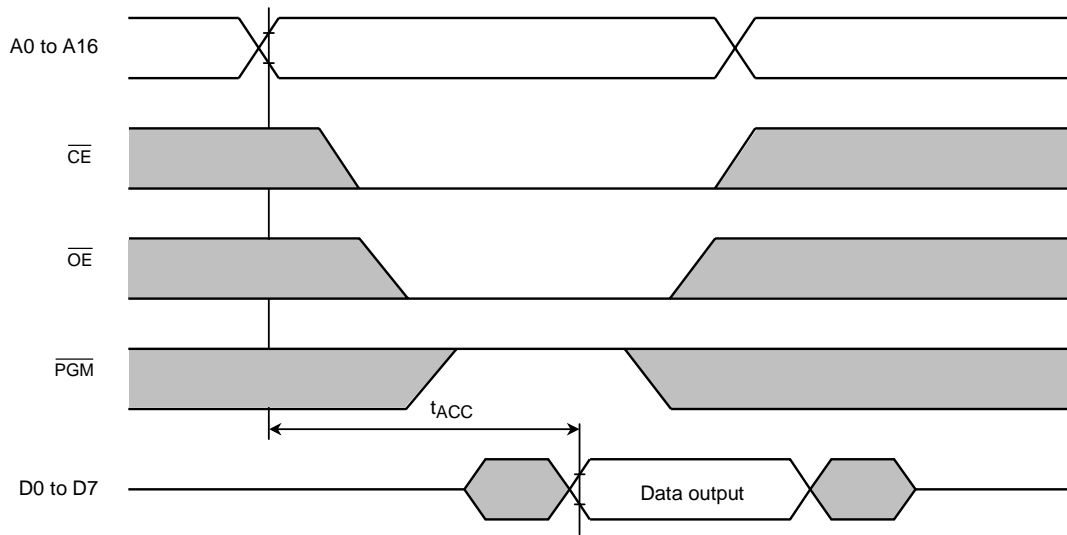 A0 to A16
CE
OE
PGM
tACC
D0 to D7
Data output